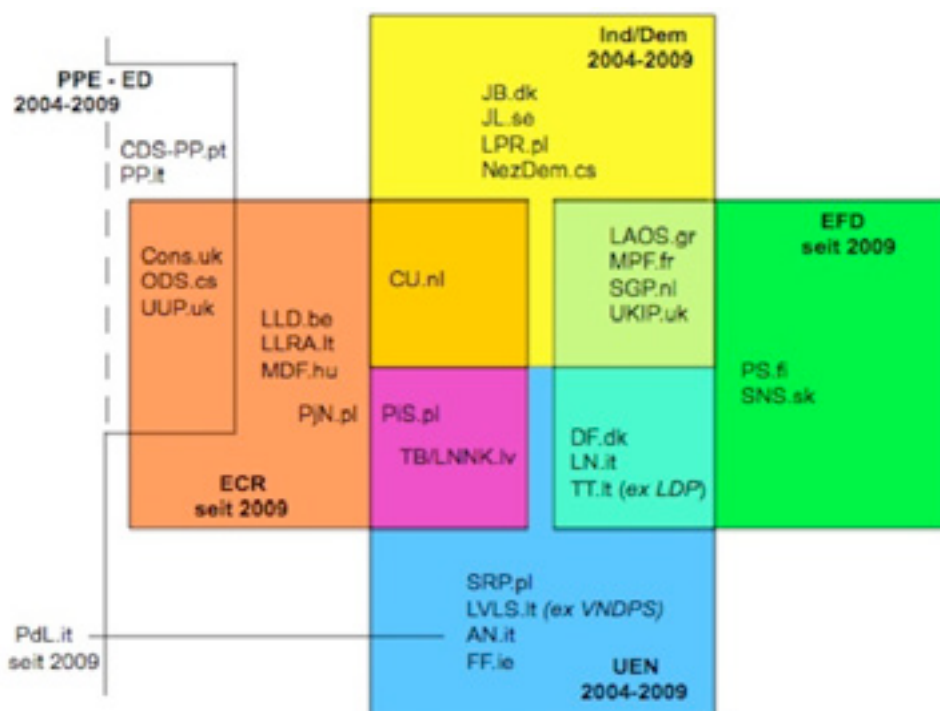 Ind/Dem
2004-2009
PPE - ED
2004-2009
JB.dk
JL.se
LPR.pl
NezDem.cs
CDS-PP.pt
PP.it
EFD
seit 2009
Cons.uk
ODS.cs
UUP.uk
CU.nl
LAOS.gr
MPF.fr
SGP.nl
UKIP.uk
LLD.be
LLRA.lt
MDF.hu
PS.fi
SNS.sk
PjN.pl
PiS.pl
TB/LNNK.lv
DF.dk
LN.it
TT.lt (ex LDP)
ECR
seit 2009
SRP.pl
LVLS.lt (ex VNDPS)
AN.it
FF.ie
PdL.it
seit 2009
UEN
2004-2009